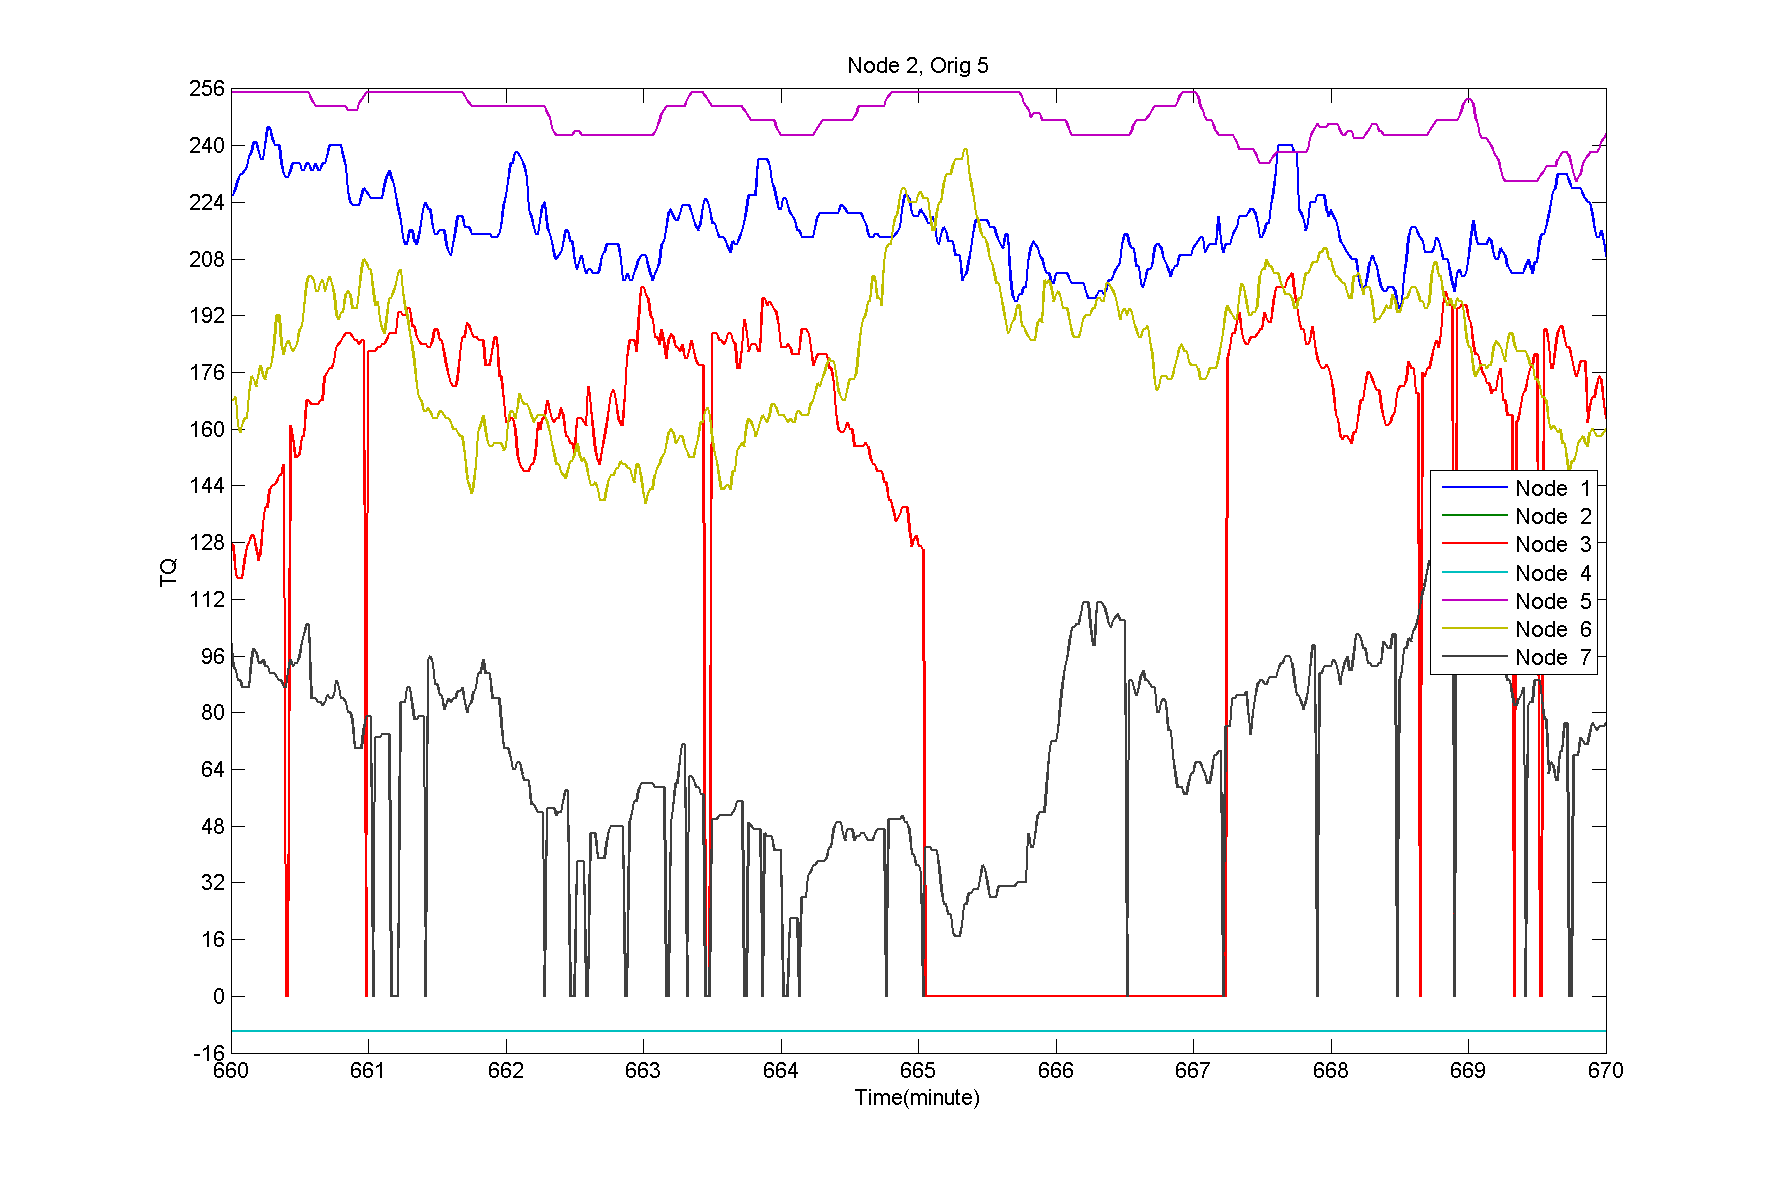 Node 2, Orig 5
256
240
224
208
192
176
160
144
128
112
96
80
64
48
32
16
0
-16
TQ
Node 1
Node 2
Node 3
Node 4
Node 5
Node 6
Node 7
660 661 662 663 664 665 666 667 668 669 670
Time(minute)